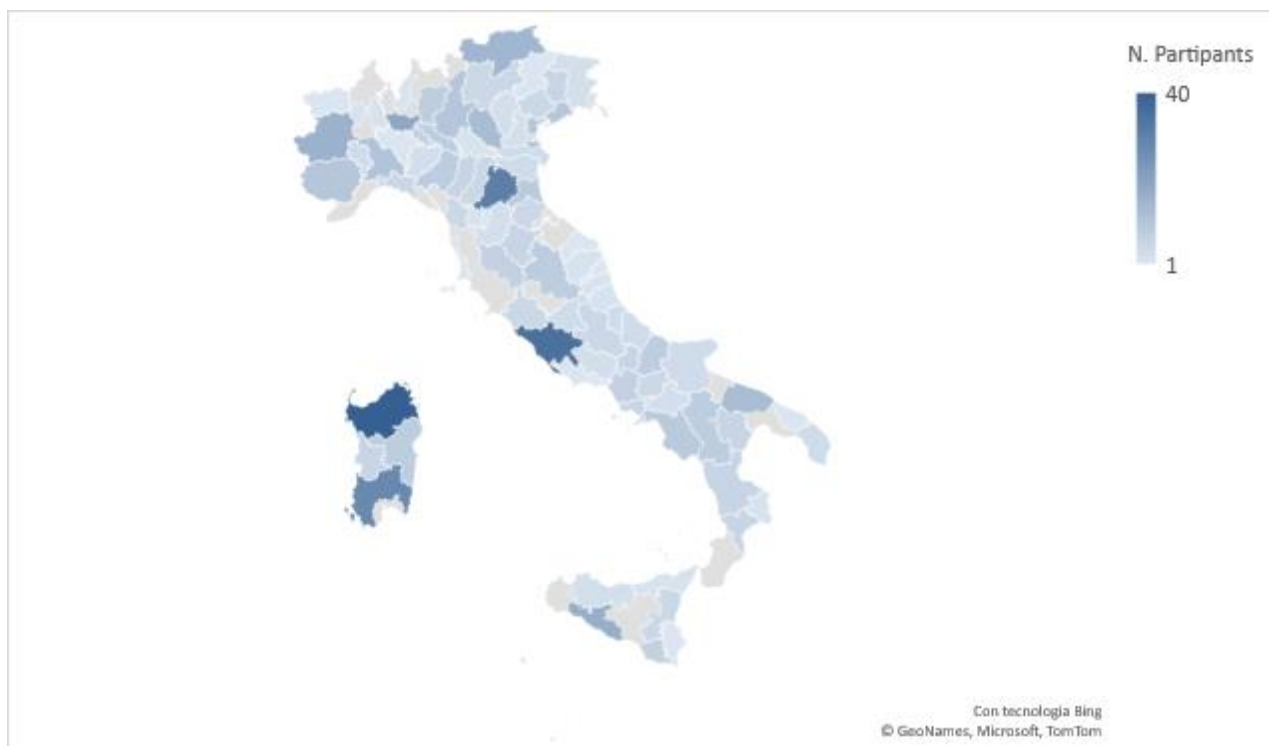 N. Partipants
40
1
Con tecnologia Bing
© GeoNames, Microsoft, TomTom